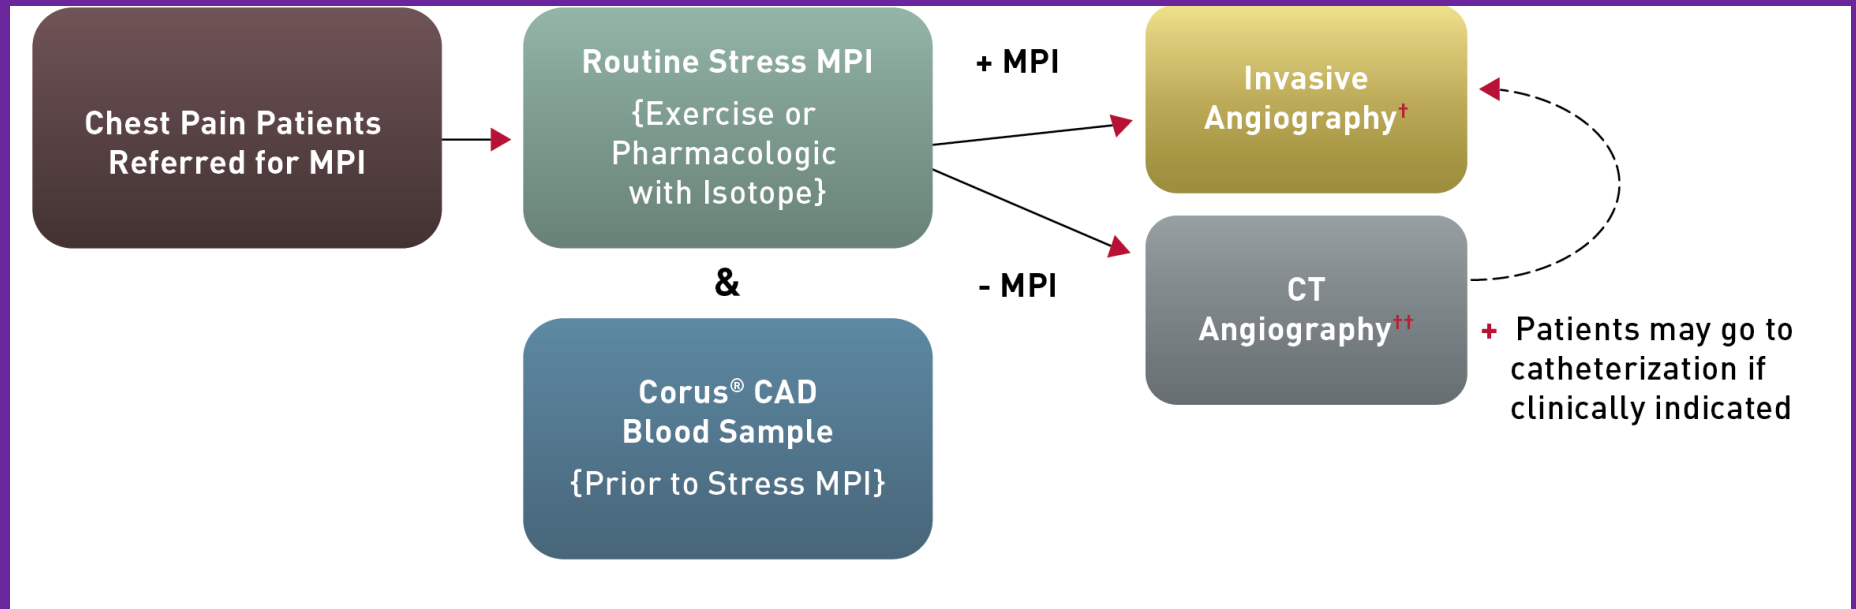 Chest Pain Patients
Referred for MPI
Routine Stress MPI
{Exercise or
Pharmacologic
with Isotope}
&
Corus® CAD
Blood Sample
{Prior to Stress MPI}
+ MPI
- MPI
Invasive
Angiography†
CT
Angiography††
+ Patients may go to
catheterization if
clinically indicated